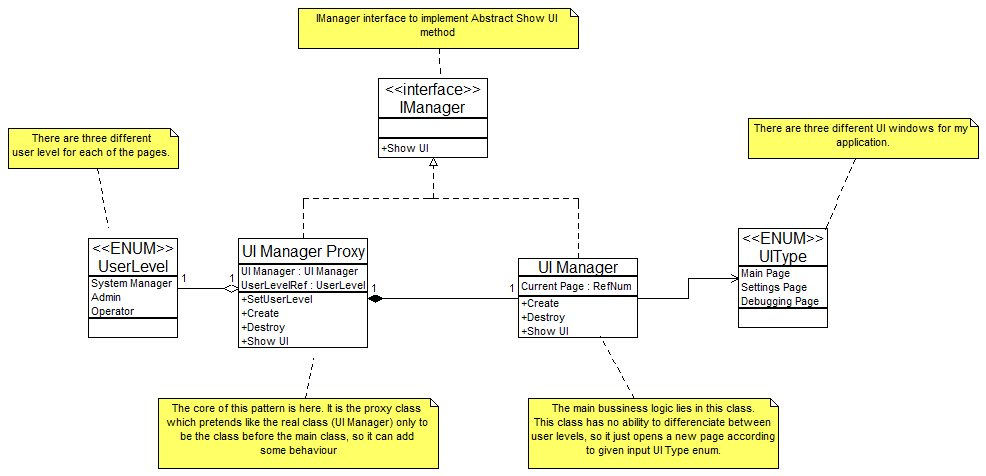 IManager interface to implement Abstract Show UI
method
<<interface>>
IManager
+Show UI
There are three different
user level for each of the pages.
There are three different UI windows for my
application.
<<ENUM>>
UserLevel
System Manager
Admin
Operator
1
1
UI Manager Proxy
UI Manager : UI Manager
UserLevelRef : UserLevel
+SetUserLevel
+Create
+Destroy
+Show UI
1
1
UI Manager
Current Page : RefNum
+Create
+Destroy
+Show UI
<<ENUM>>
UIType
Main Page
Settings Page
Debugging Page
The core of this pattern is here. It is the proxy class
which pretends like the real class (UI Manager) only to
be the class before the main class, so it can add
some behaviour
The main bussiness logic lies in this class.
This class has no ability to differenciate between
user levels, so it just opens a new page according
to given input UI Type enum.